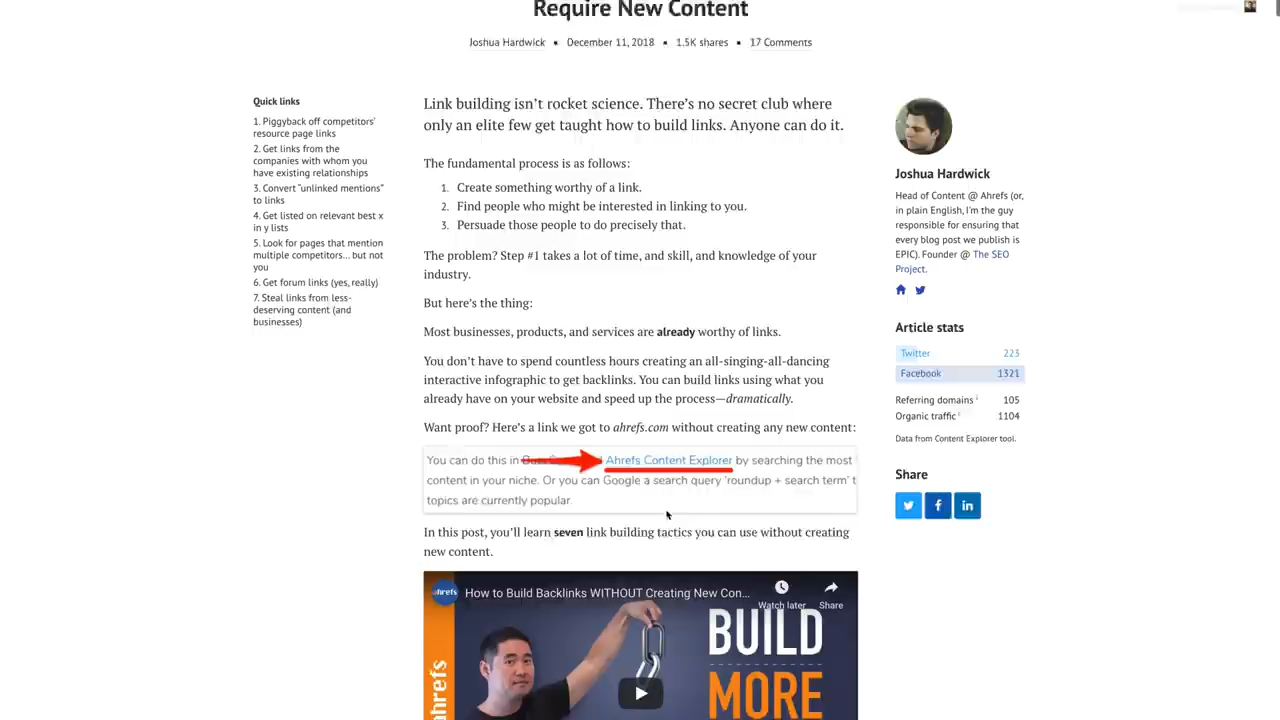 Require New Content
Joshua Hardwick ▪ December 11, 2018 ▪ 1.5K shares ▪ 17 Comments
Quick links
1. Piggyback off competitors'
resource page links
2. Get links from the
companies with whom you
have existing relationships
3. Convert “unlinked mentions”
to links
4. Get listed on relevant best x
in y lists
5. Look for pages that mention
multiple competitors... but not
you
6. Get forum links (yes, really)
7. Steal links from less-
deserving content (and
businesses)
Link building isn't rocket science. There's no secret club where
only an elite few get taught how to build links. Anyone can do it.
The fundamental process is as follows:
1. Create something worthy of a link.
2. Find people who might be interested in linking to you.
3. Persuade those people to do precisely that.
The problem? Step #1 takes a lot of time, and skill, and knowledge of your
industry.
But here's the thing:
Most businesses, products, and services are already worthy of links.
You don't have to spend countless hours creating an all-singing-all-dancing
interactive infographic to get backlinks. You can build links using what you
already have on your website and speed up the process—dramatically.
Want proof? Here's a link we got to ahrefs.com without creating any new content:
You can do this in Ahrefs Content Explorer by searching the most
content in your niche. Or you can Google a search query 'roundup + search term' t
topics are currently popular.
In this post, you'll learn seven link building tactics you can use without creating
new content.
ahrefs How to Build Backlinks WITHOUT Creating New Con...
Watch later Share
BUILD
MORE
ahrefs
Joshua Hardwick
Head of Content @ Ahrefs (or,
in plain English, I'm the guy
responsible for ensuring that
every blog post we publish is
EPIC). Founder @ The SEO
Project.
Article stats
Twitter 223
Facebook 1321
Referring domains i 105
Organic traffic i 1104
Data from Content Explorer tool.
Share